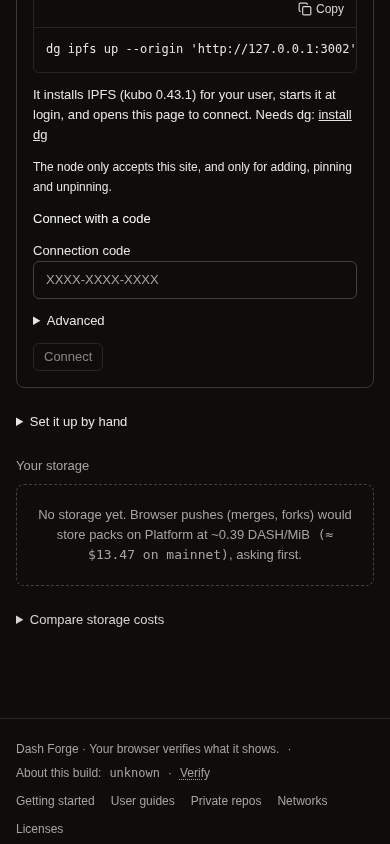 Copy
dg ipfs up --origin 'http://127.0.0.1:3002'
It installs IPFS (kubo 0.43.1) for your user, starts it at
login, and opens this page to connect. Needs dg: install
dg
The node only accepts this site, and only for adding, pinning
and unpinning.
Connect with a code
Connection code
XXXX-XXXX-XXXX
Advanced
Connect
Set it up by hand
Your storage
No storage yet. Browser pushes (merges, forks) would
store packs on Platform at ~0.39 DASH/MiB (≈
$13.47 on mainnet), asking first.
Compare storage costs
Dash Forge · Your browser verifies what it shows. ·
About this build: unknown · Verify
Getting started User guides Private repos Networks
Licenses